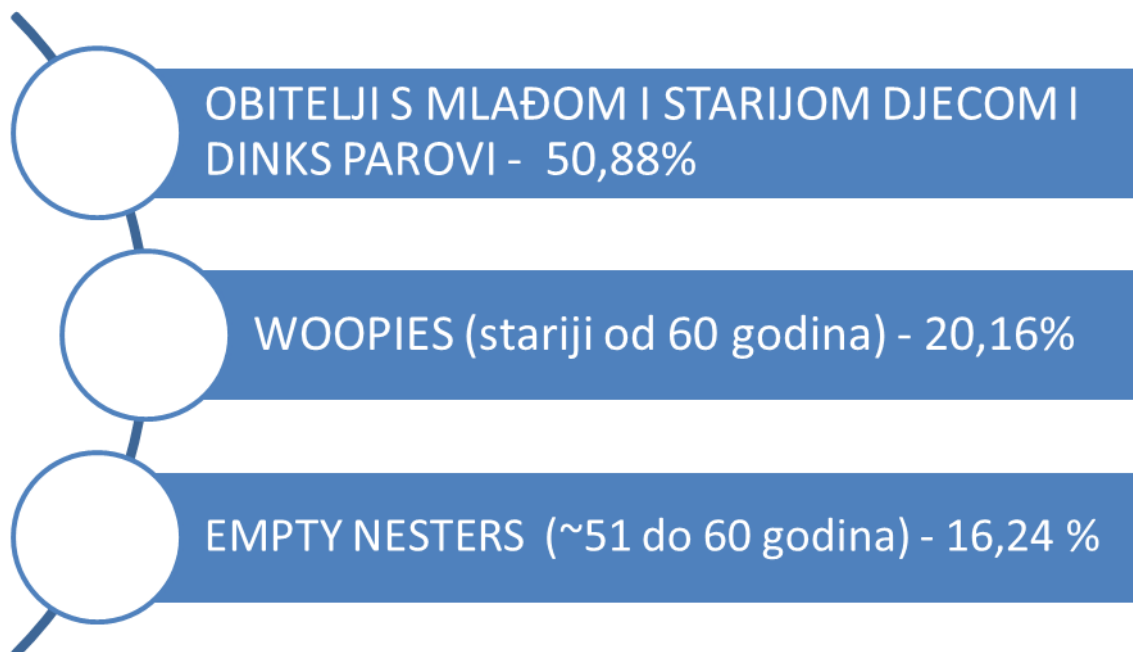 OBITELJI S MLAĐOM I STARIJOM DJECOM I
DINKS PAROVI - 50,88%
WOOPIES (stariji od 60 godina) - 20,16%
EMPTY NESTERS (~51 do 60 godina) - 16,24 %